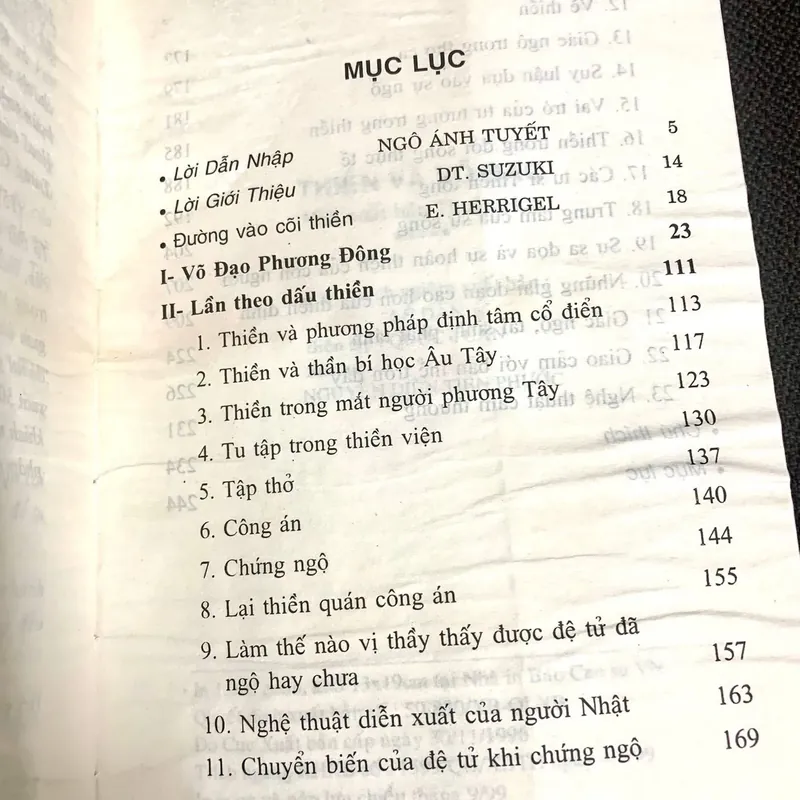 MỤC LỤC
• Lời Dẫn Nhập NGÔ ÁNH TUYẾT 5
• Lời Giới Thiệu DT. SUZUKI 14
• Đường vào cõi thiền E. HERRIGEL 18
I- Võ Đạo Phương Đông 23
II- Lần theo dấu thiền 111
1. Thiền và phương pháp định tâm cổ điển 113
2. Thiền và thần bí học Âu Tây 117
3. Thiền trong mát người phương Tây 123
4. Tu tập trong thiền viện 130
5. Tập thở 137
6. Công án 140
7. Chứng ngộ 144
8. Lại thiền quán công án 155
9. Làm thế nào vị thầy thấy được đệ tử đã
ngộ hay chưa 157
10. Nghệ thuật diễn xuất của người Nhật 163
11. Chuyển biến của đệ tử khi chứng ngộ 169